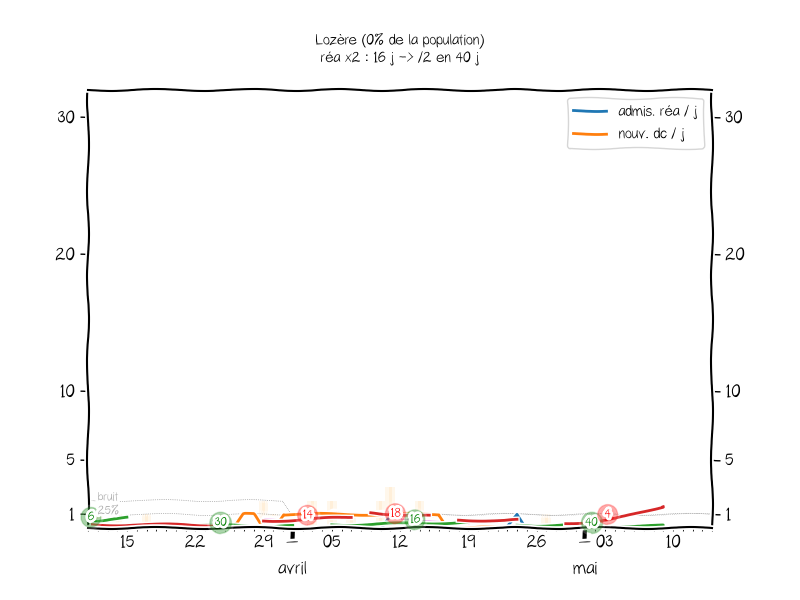 Lozère (0% de la population)
réa x2 : 16 j -> /2 en 40 j
admis. réa / j
nouv. dc / j
30
20
10
5
1
30
20
10
5
1
bruit
25%
6
30
14
18
16
40
4
15 22 29 05 12 19 26 03 10
avril mai